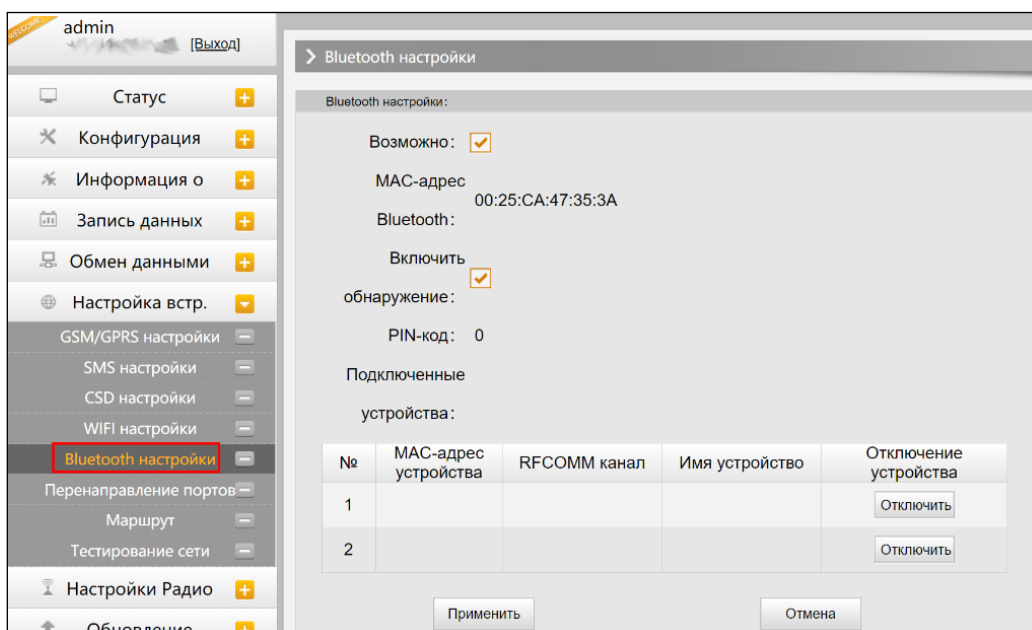 WELCOME
admin
[Выход]
Статус
Конфигурация
Информация о
Запись данных
Обмен данными
Настройка встр.
GSM/GPRS настройки
SMS настройки
CSD настройки
WIFI настройки
Bluetooth настройки
Перенаправление портов
Маршрут
Тестирование сети
Настройки Радио
Обновление
Bluetooth настройки
Bluetooth настройки:
Возможно:
MAC-адрес
00:25:CA:47:35:3A
Bluetooth:
Включить
обнаружение:
PIN-код: 0
Подключенные
устройства:
№ MAC-адрес устройства RFCOMM канал Имя устройство Отключение устройства
1 Отключить
2 Отключить
Применить Отмена